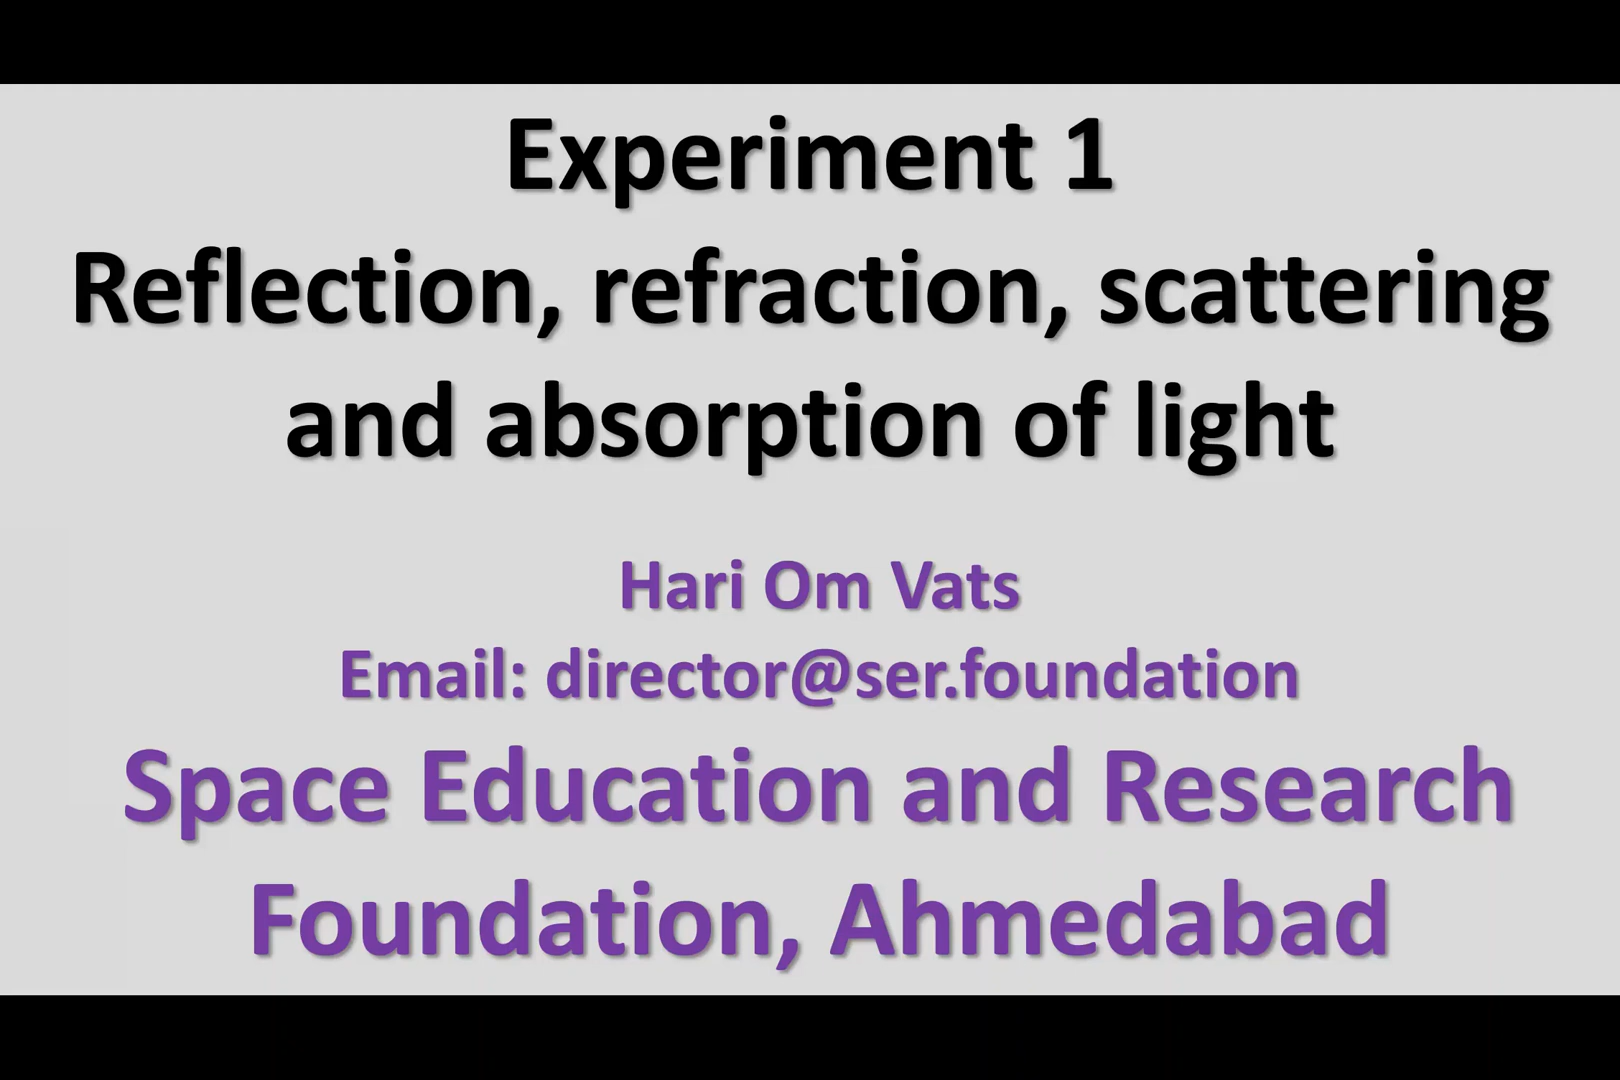 Experiment 1
Reflection, refraction, scattering
and absorption of light
Hari Om Vats
Email: director@ser.foundation
Space Education and Research
Foundation, Ahmedabad